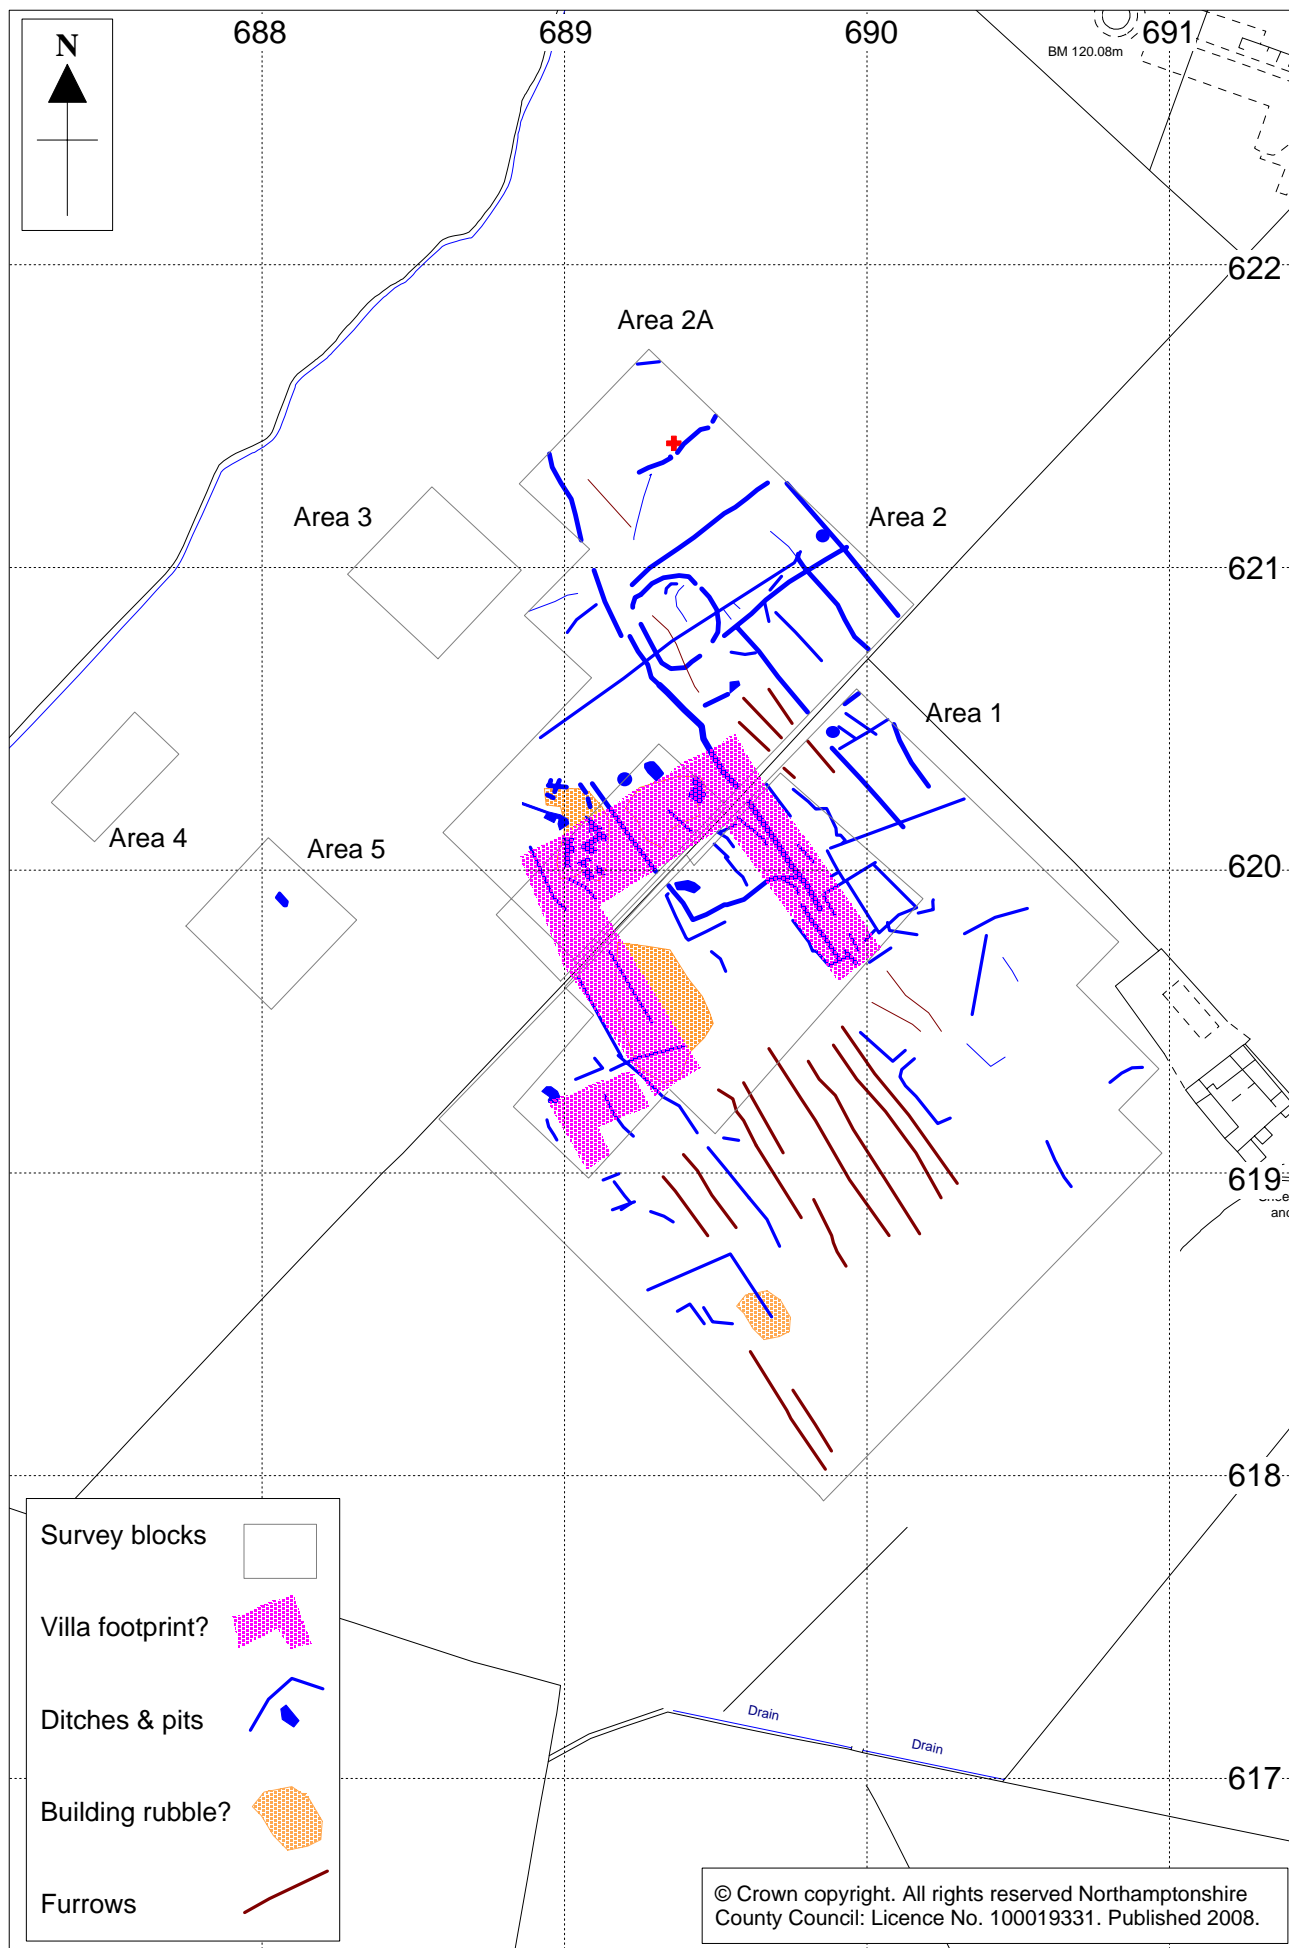 688
689
690
691
N
BM 120.08m
622
Area 2A
Area 3
Area 2
621
Area 1
Area 4
Area 5
620
619
and
618
Survey blocks
Villa footprint?
Ditches & pits
Building rubble?
Furrows
Drain
Drain
617
© Crown copyright. All rights reserved Northamptonshire
County Council: Licence No. 100019331. Published 2008.